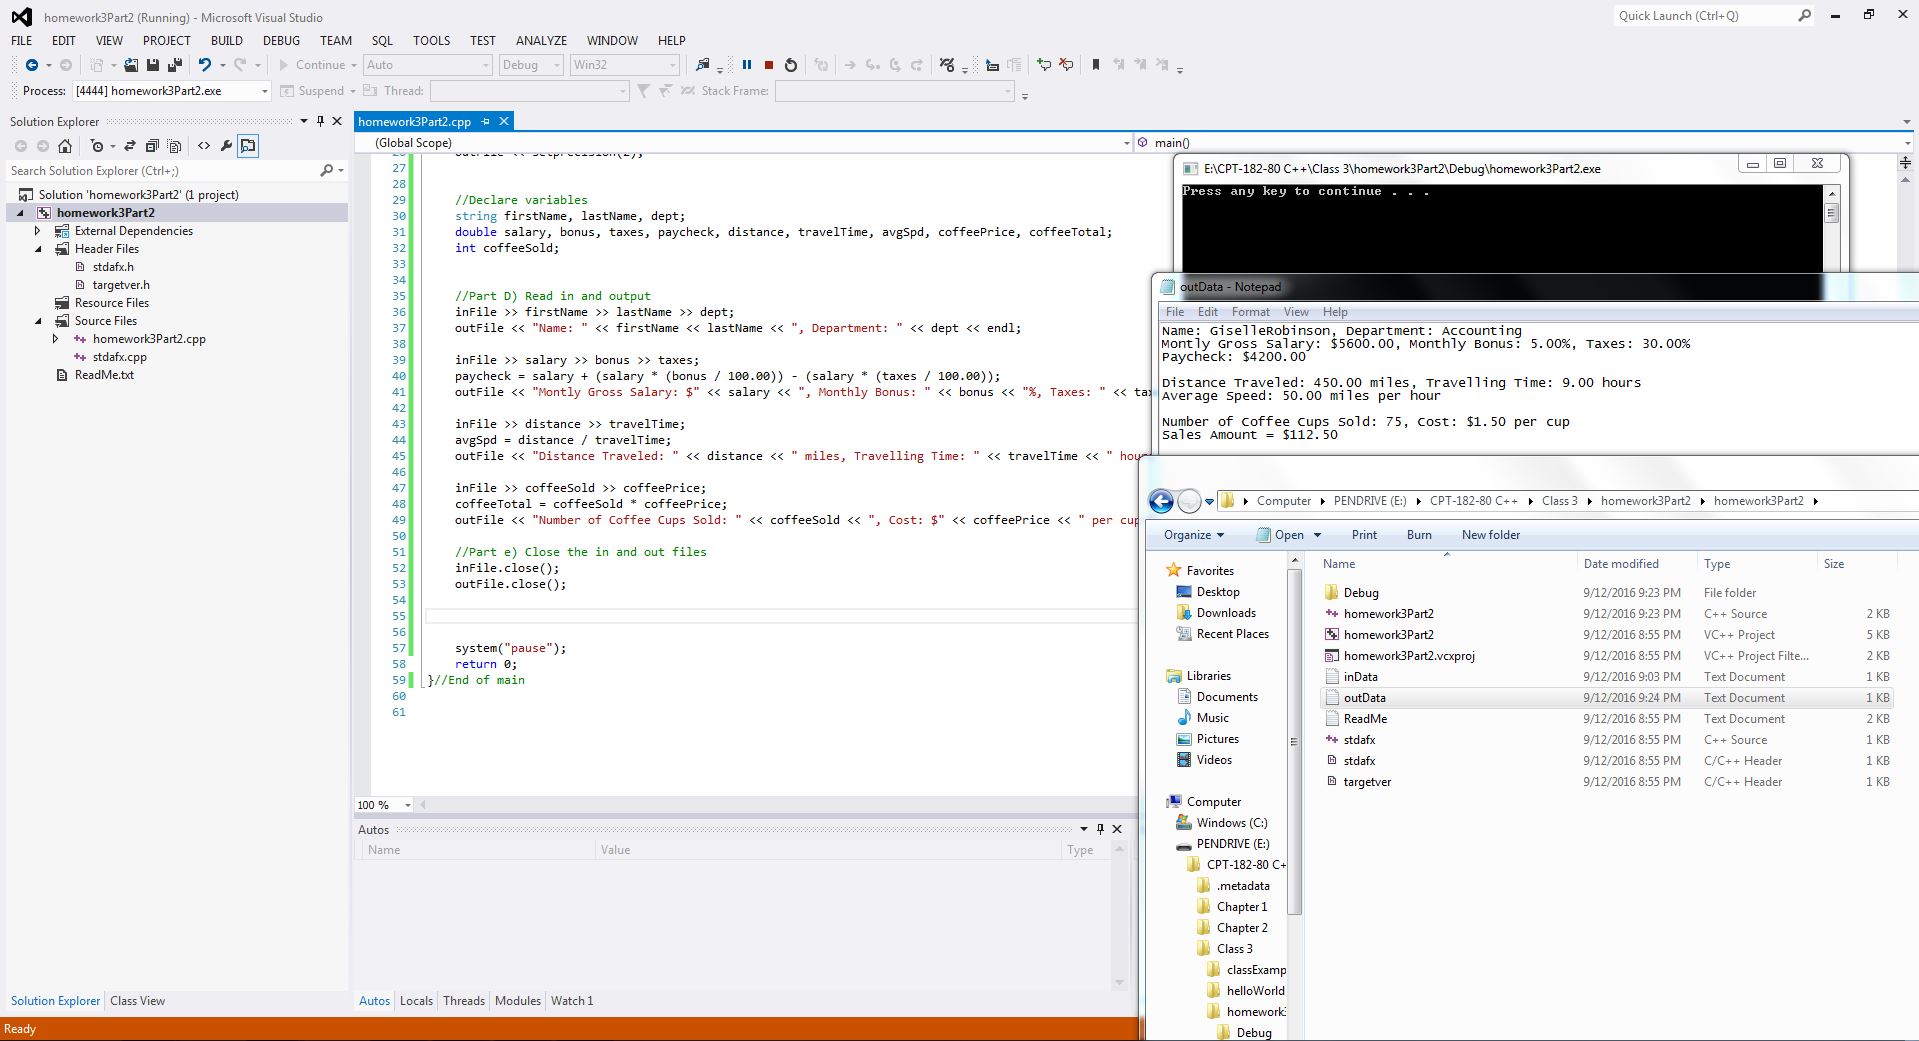 homework3Part2 (Running) - Microsoft Visual Studio
Quick Launch (Ctrl+Q)
FILE EDIT VIEW PROJECT BUILD DEBUG TEAM SQL TOOLS TEST ANALYZE WINDOW HELP
Continue Auto Debug Win32
Process: [4444] homework3Part2.exe Suspend Thread: Stack Frame:
Solution Explorer
Search Solution Explorer (Ctrl+;)
Solution 'homework3Part2' (1 project)
homework3Part2
External Dependencies
Header Files
stdafx.h
targetver.h
Resource Files
Source Files
homework3Part2.cpp
stdafx.cpp
ReadMe.txt
Solution Explorer Class View
homework3Part2.cpp
(Global Scope) main()
26 outFile << setprecision(2);
27
28
29 //Declare variables
30 string firstName, lastName, dept;
31 double salary, bonus, taxes, paycheck, distance, travelTime, avgSpd, coffeePrice, coffeeTotal;
32 int coffeeSold;
33
34
35 //Part D) Read in and output
36 inFile >> firstName >> lastName >> dept;
37 outFile << "Name: " << firstName << lastName << ", Department: " << dept << endl;
38
39 inFile >> salary >> bonus >> taxes;
40 paycheck = salary + (salary * (bonus / 100.00)) - (salary * (taxes / 100.00));
41 outFile << "Montly Gross Salary: $" << salary << ", Monthly Bonus: " << bonus << "%, Taxes: " << tax
42
43 inFile >> distance >> travelTime;
44 avgSpd = distance / travelTime;
45 outFile << "Distance Traveled: " << distance << " miles, Travelling Time: " << travelTime << " hou
46
47 inFile >> coffeeSold >> coffeePrice;
48 coffeeTotal = coffeeSold * coffeePrice;
49 outFile << "Number of Coffee Cups Sold: " << coffeeSold << ", Cost: $" << coffeePrice << " per cup
50
51 //Part e) Close the in and out files
52 inFile.close();
53 outFile.close();
54
55
56
57 system("pause");
58 return 0;
59 }//End of main
60
61
100 %
Autos
Name Value Type
Autos Locals Threads Modules Watch 1
Ready
E:\CPT-182-80 C++\Class 3\homework3Part2\Debug\homework3Part2.exe
Press any key to continue . . .
outData - Notepad
File Edit Format View Help
Name: GiselleRobinson, Department: Accounting
Montly Gross Salary: $5600.00, Monthly Bonus: 5.00%, Taxes: 30.00%
Paycheck: $4200.00
Distance Traveled: 450.00 miles, Travelling Time: 9.00 hours
Average Speed: 50.00 miles per hour
Number of Coffee Cups Sold: 75, Cost: $1.50 per cup
Sales Amount = $112.50
Computer PENDRIVE (E:) CPT-182-80 C++ Class 3 homework3Part2 homework3Part2
Organize Open Print Burn New folder
Favorites
Desktop
Downloads
Recent Places
Libraries
Documents
Music
Pictures
Videos
Computer
Windows (C:)
PENDRIVE (E:)
CPT-182-80 C+
.metadata
Chapter 1
Chapter 2
Class 3
classExamp
helloWorld
homework3
Debug
Name Date modified Type Size
Debug 9/12/2016 9:23 PM File folder
homework3Part2 9/12/2016 9:23 PM C++ Source 2 KB
homework3Part2 9/12/2016 8:55 PM VC++ Project 5 KB
homework3Part2.vcxproj 9/12/2016 8:55 PM VC++ Project Filte... 2 KB
inData 9/12/2016 9:03 PM Text Document 1 KB
outData 9/12/2016 9:24 PM Text Document 1 KB
ReadMe 9/12/2016 8:55 PM Text Document 2 KB
stdafx 9/12/2016 8:55 PM C++ Source 1 KB
stdafx 9/12/2016 8:55 PM C/C++ Header 1 KB
targetver 9/12/2016 8:55 PM C/C++ Header 1 KB